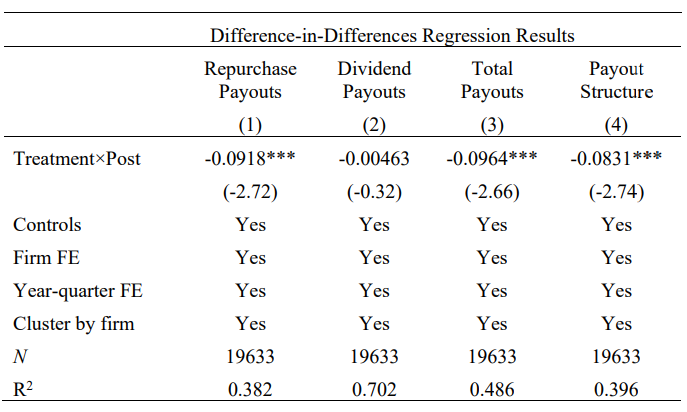 Difference-in-Differences Regression Results
Repurchase Payouts Dividend Payouts Total Payouts Payout Structure
(1) (2) (3) (4)
Treatment×Post -0.0918*** -0.00463 -0.0964*** -0.0831***
(-2.72) (-0.32) (-2.66) (-2.74)
Controls Yes Yes Yes Yes
Firm FE Yes Yes Yes Yes
Year-quarter FE Yes Yes Yes Yes
Cluster by firm Yes Yes Yes Yes
N 19633 19633 19633 19633
R² 0.382 0.702 0.486 0.396